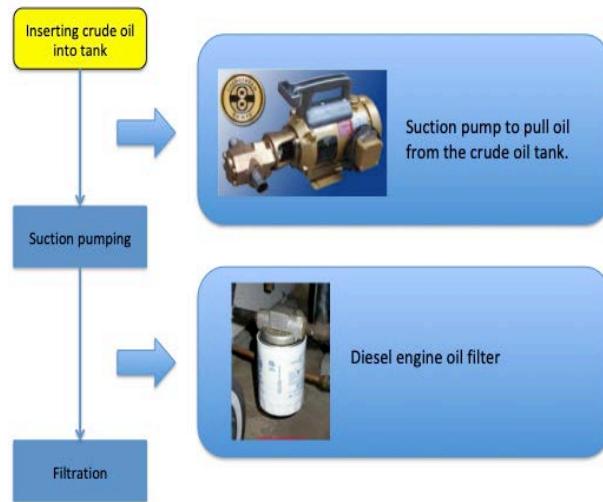 Inserting crude oil
into tank
Suction pump to pull oil
from the crude oil tank.
Suction pumping
Diesel engine oil filter
Filtration